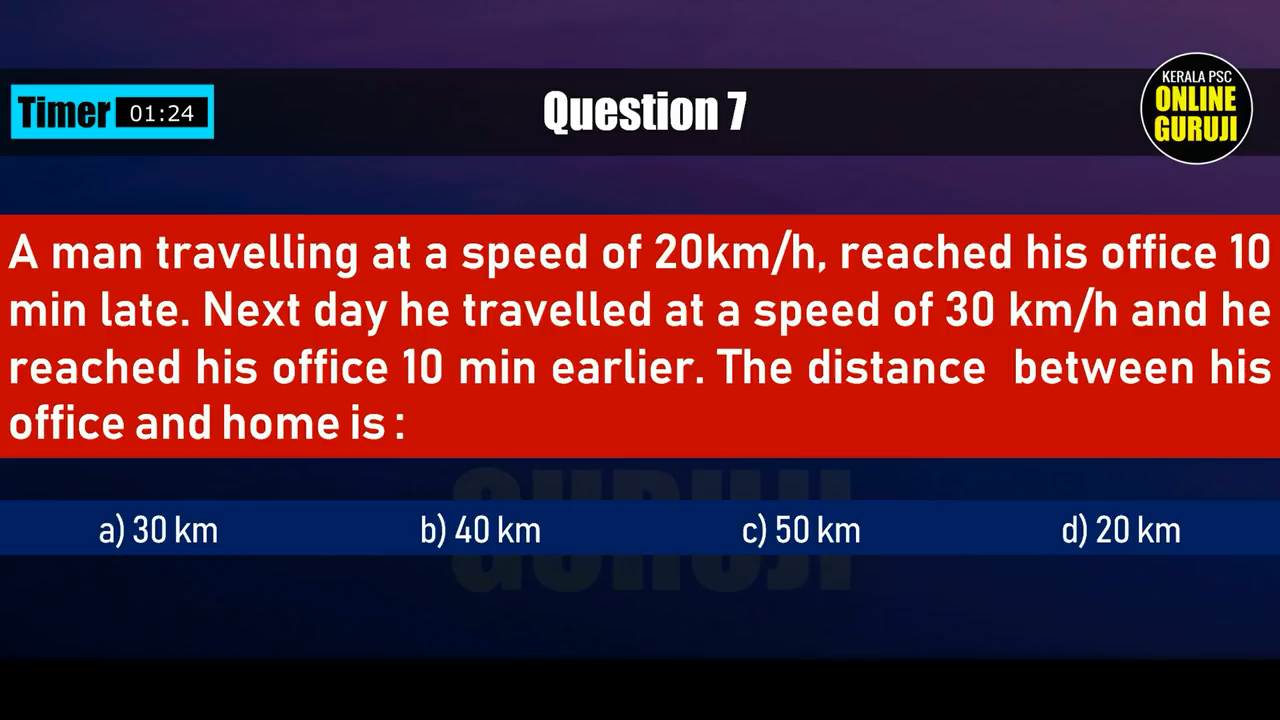 Timer 01:24
Question 7
KERALA PSC
ONLINE
GURUJI
A man travelling at a speed of 20km/h, reached his office 10
min late. Next day he travelled at a speed of 30 km/h and he
reached his office 10 min earlier. The distance between his
office and home is :
GURUJI
a) 30 km b) 40 km c) 50 km d) 20 km